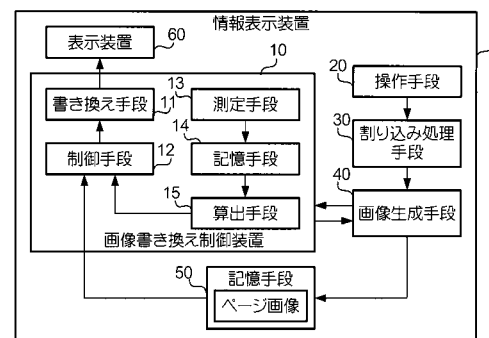 情報表示装置
表示装置
60
10
書き換え手段
11
13
測定手段
20
操作手段
制御手段
12
14
記憶手段
30
割り込み処理
手段
15
算出手段
40
画像生成手段
画像書き換え制御装置
50
記憶手段
ページ画像